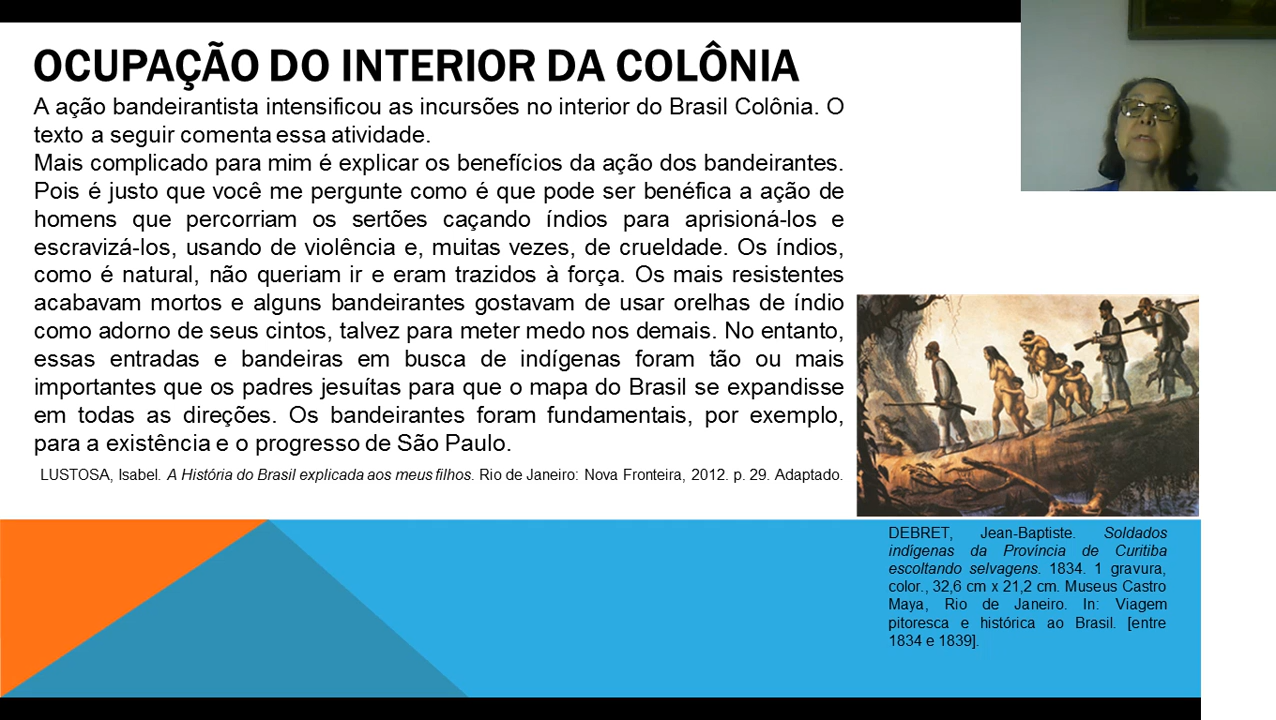 OCUPAÇÃO DO INTERIOR DA COLÔNIA
A ação bandeirantista intensificou as incursões no interior do Brasil Colônia. O
texto a seguir comenta essa atividade.
Mais complicado para mim é explicar os benefícios da ação dos bandeirantes.
Pois é justo que você me pergunte como é que pode ser benéfica a ação de
homens que percorriam os sertões caçando índios para aprisioná-los e
escravizá-los, usando de violência e, muitas vezes, de crueldade. Os índios,
como é natural, não queriam ir e eram trazidos à força. Os mais resistentes
acabavam mortos e alguns bandeirantes gostavam de usar orelhas de índio
como adorno de seus cintos, talvez para meter medo nos demais. No entanto,
essas entradas e bandeiras em busca de indígenas foram tão ou mais
importantes que os padres jesuítas para que o mapa do Brasil se expandisse
em todas as direções. Os bandeirantes foram fundamentais, por exemplo,
para a existência e o progresso de São Paulo.
LUSTOSA, Isabel. A História do Brasil explicada aos meus filhos. Rio de Janeiro: Nova Fronteira, 2012. p. 29. Adaptado.
DEBRET, Jean-Baptiste. Soldados
indígenas da Província de Curitiba
escoltando selvagens. 1834. 1 gravura,
color., 32,6 cm x 21,2 cm. Museus Castro
Maya, Rio de Janeiro. In: Viagem
pitoresca e histórica ao Brasil. [entre
1834 e 1839].